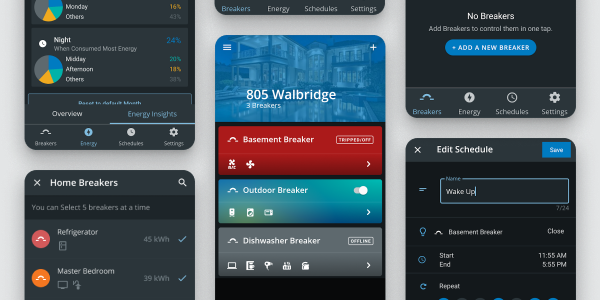 Monday 16%
Others 43%
Night 24%
When Consumed Most Energy
Midday 20%
Afternoon 18%
Others 38%
Reset to default Month
Overview Energy Insights
Breakers Energy Schedules Settings
Home Breakers
You can Select 5 breakers at a time
Refrigerator 45 kWh
Master Bedroom 39 kWh
Breakers Energy Schedules Settings
805 Walbridge
3 Breakers
Basement Breaker TRIPPED/OFF
A/C
Outdoor Breaker
Dishwasher Breaker OFFLINE
No Breakers
Add Breakers to control them in one tap.
+ ADD A NEW BREAKER
Breakers Energy Schedules Settings
Edit Schedule Save
Name
Wake Up
7/24
Basement Breaker Close
Start 11:55 AM
End 5:55 PM
Repeat